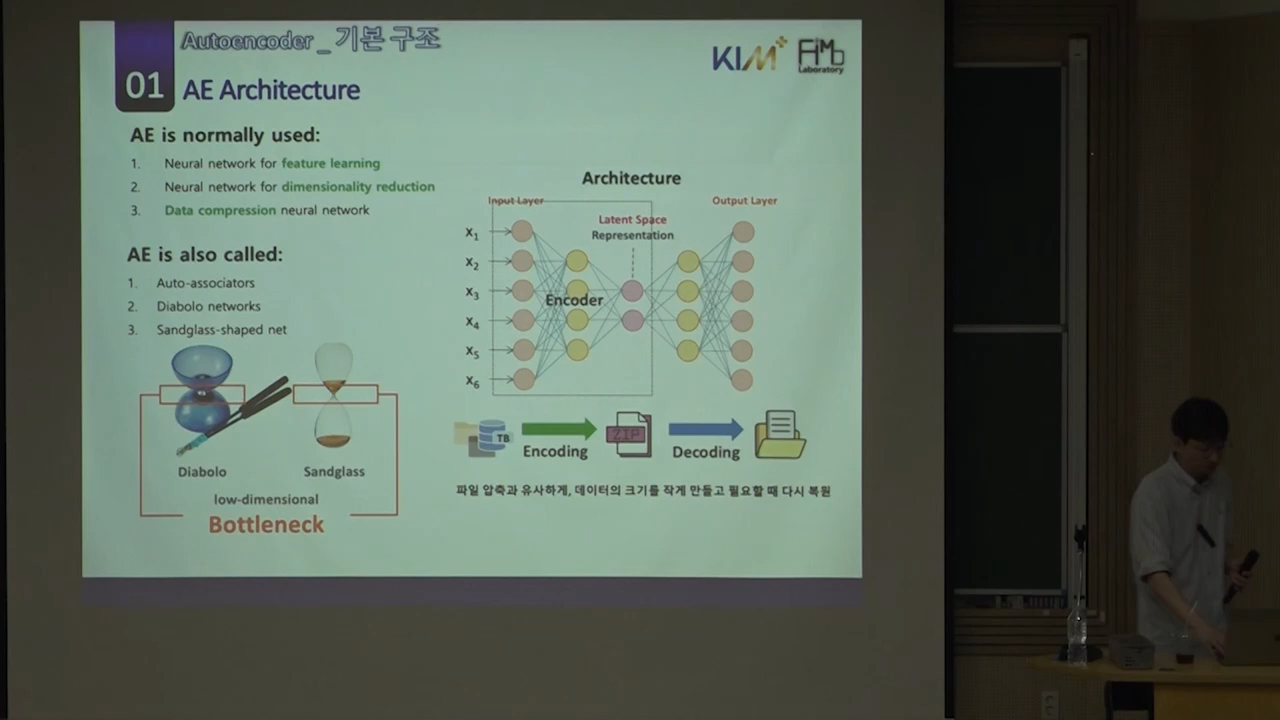 Autoencoder _ 기본 구조
01
AE Architecture
KIM+
FAMb
Laboratory
AE is normally used:
1. Neural network for feature learning
2. Neural network for dimensionality reduction
3. Data compression neural network
AE is also called:
1. Auto-associators
2. Diabolo networks
3. Sandglass-shaped net
Diabolo
Sandglass
low-dimensional
Bottleneck
Architecture
Input Layer
Output Layer
Latent Space
Representation
X1
X2
X3
X4
X5
X6
Encoder
TB
ZIP
Encoding
Decoding
파일 압축과 유사하게, 데이터의 크기를 작게 만들고 필요할 때 다시 복원